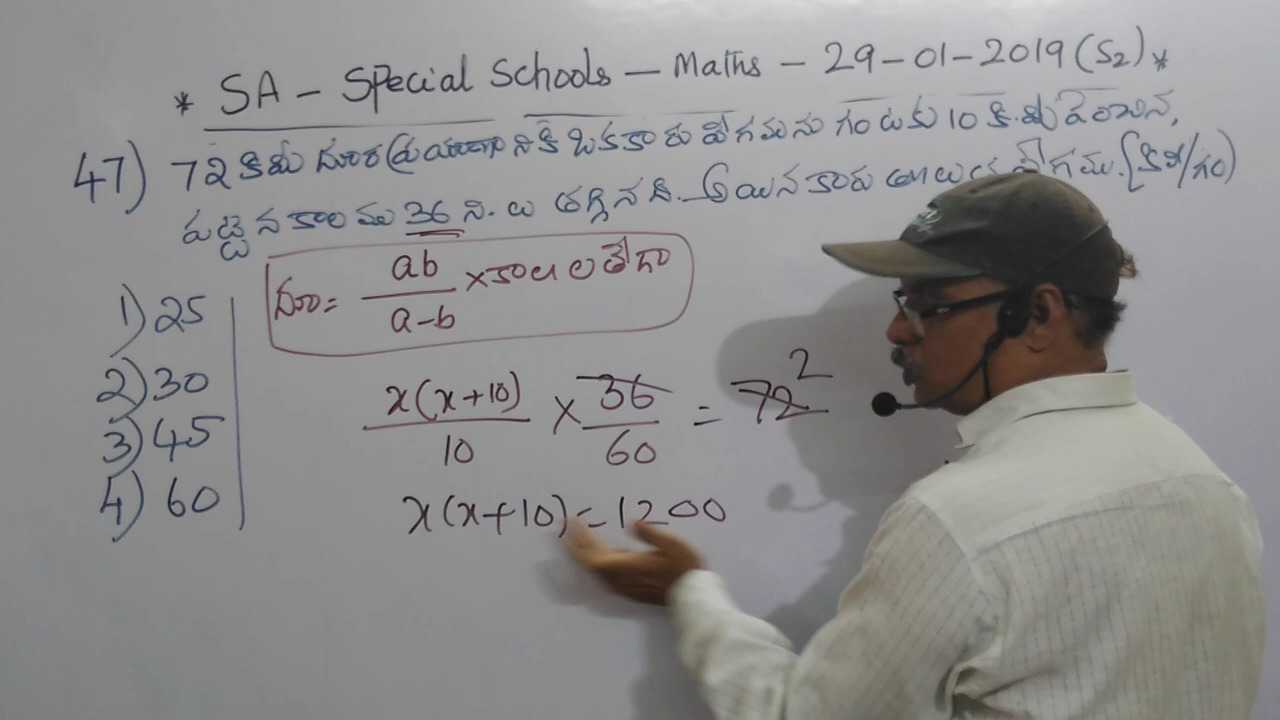 * SA - Special Schools - Maths - 29-01-2019 (S2) *
47) 72 కి.మీ దూర ప్రయాణానికి ఒక కారు వేగమును గంటకు 10 కి.మీ పెంచిన,
పట్టిన కాలము 36 ని.లు తగ్గినది. అయిన కారు అసలు వేగము. {కి.మీ/గం)
దూ = ab / a-b × కాలాల తేడా
1) 25
2) 30
3) 45
4) 60
x(x+10) / 10 × 36 / 60 = 72 2
x(x+10) = 1200